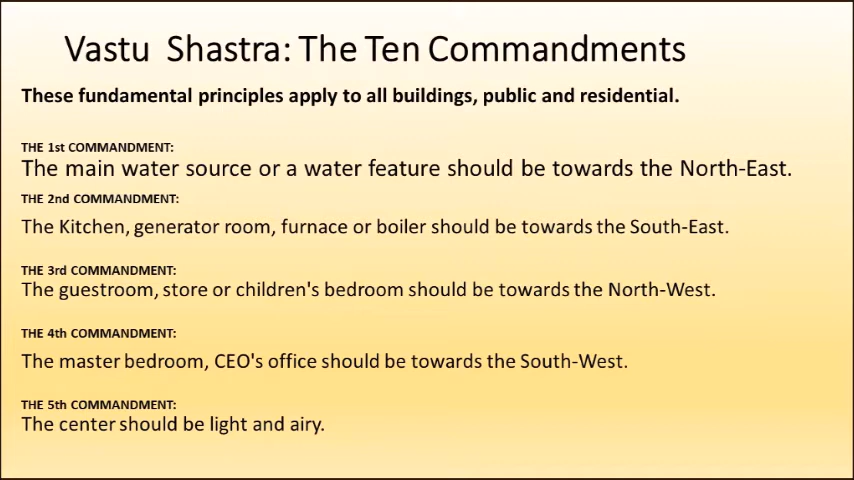 Vastu Shastra: The Ten Commandments
These fundamental principles apply to all buildings, public and residential.
THE 1st COMMANDMENT:
The main water source or a water feature should be towards the North-East.
THE 2nd COMMANDMENT:
The Kitchen, generator room, furnace or boiler should be towards the South-East.
THE 3rd COMMANDMENT:
The guestroom, store or children's bedroom should be towards the North-West.
THE 4th COMMANDMENT:
The master bedroom, CEO's office should be towards the South-West.
THE 5th COMMANDMENT:
The center should be light and airy.